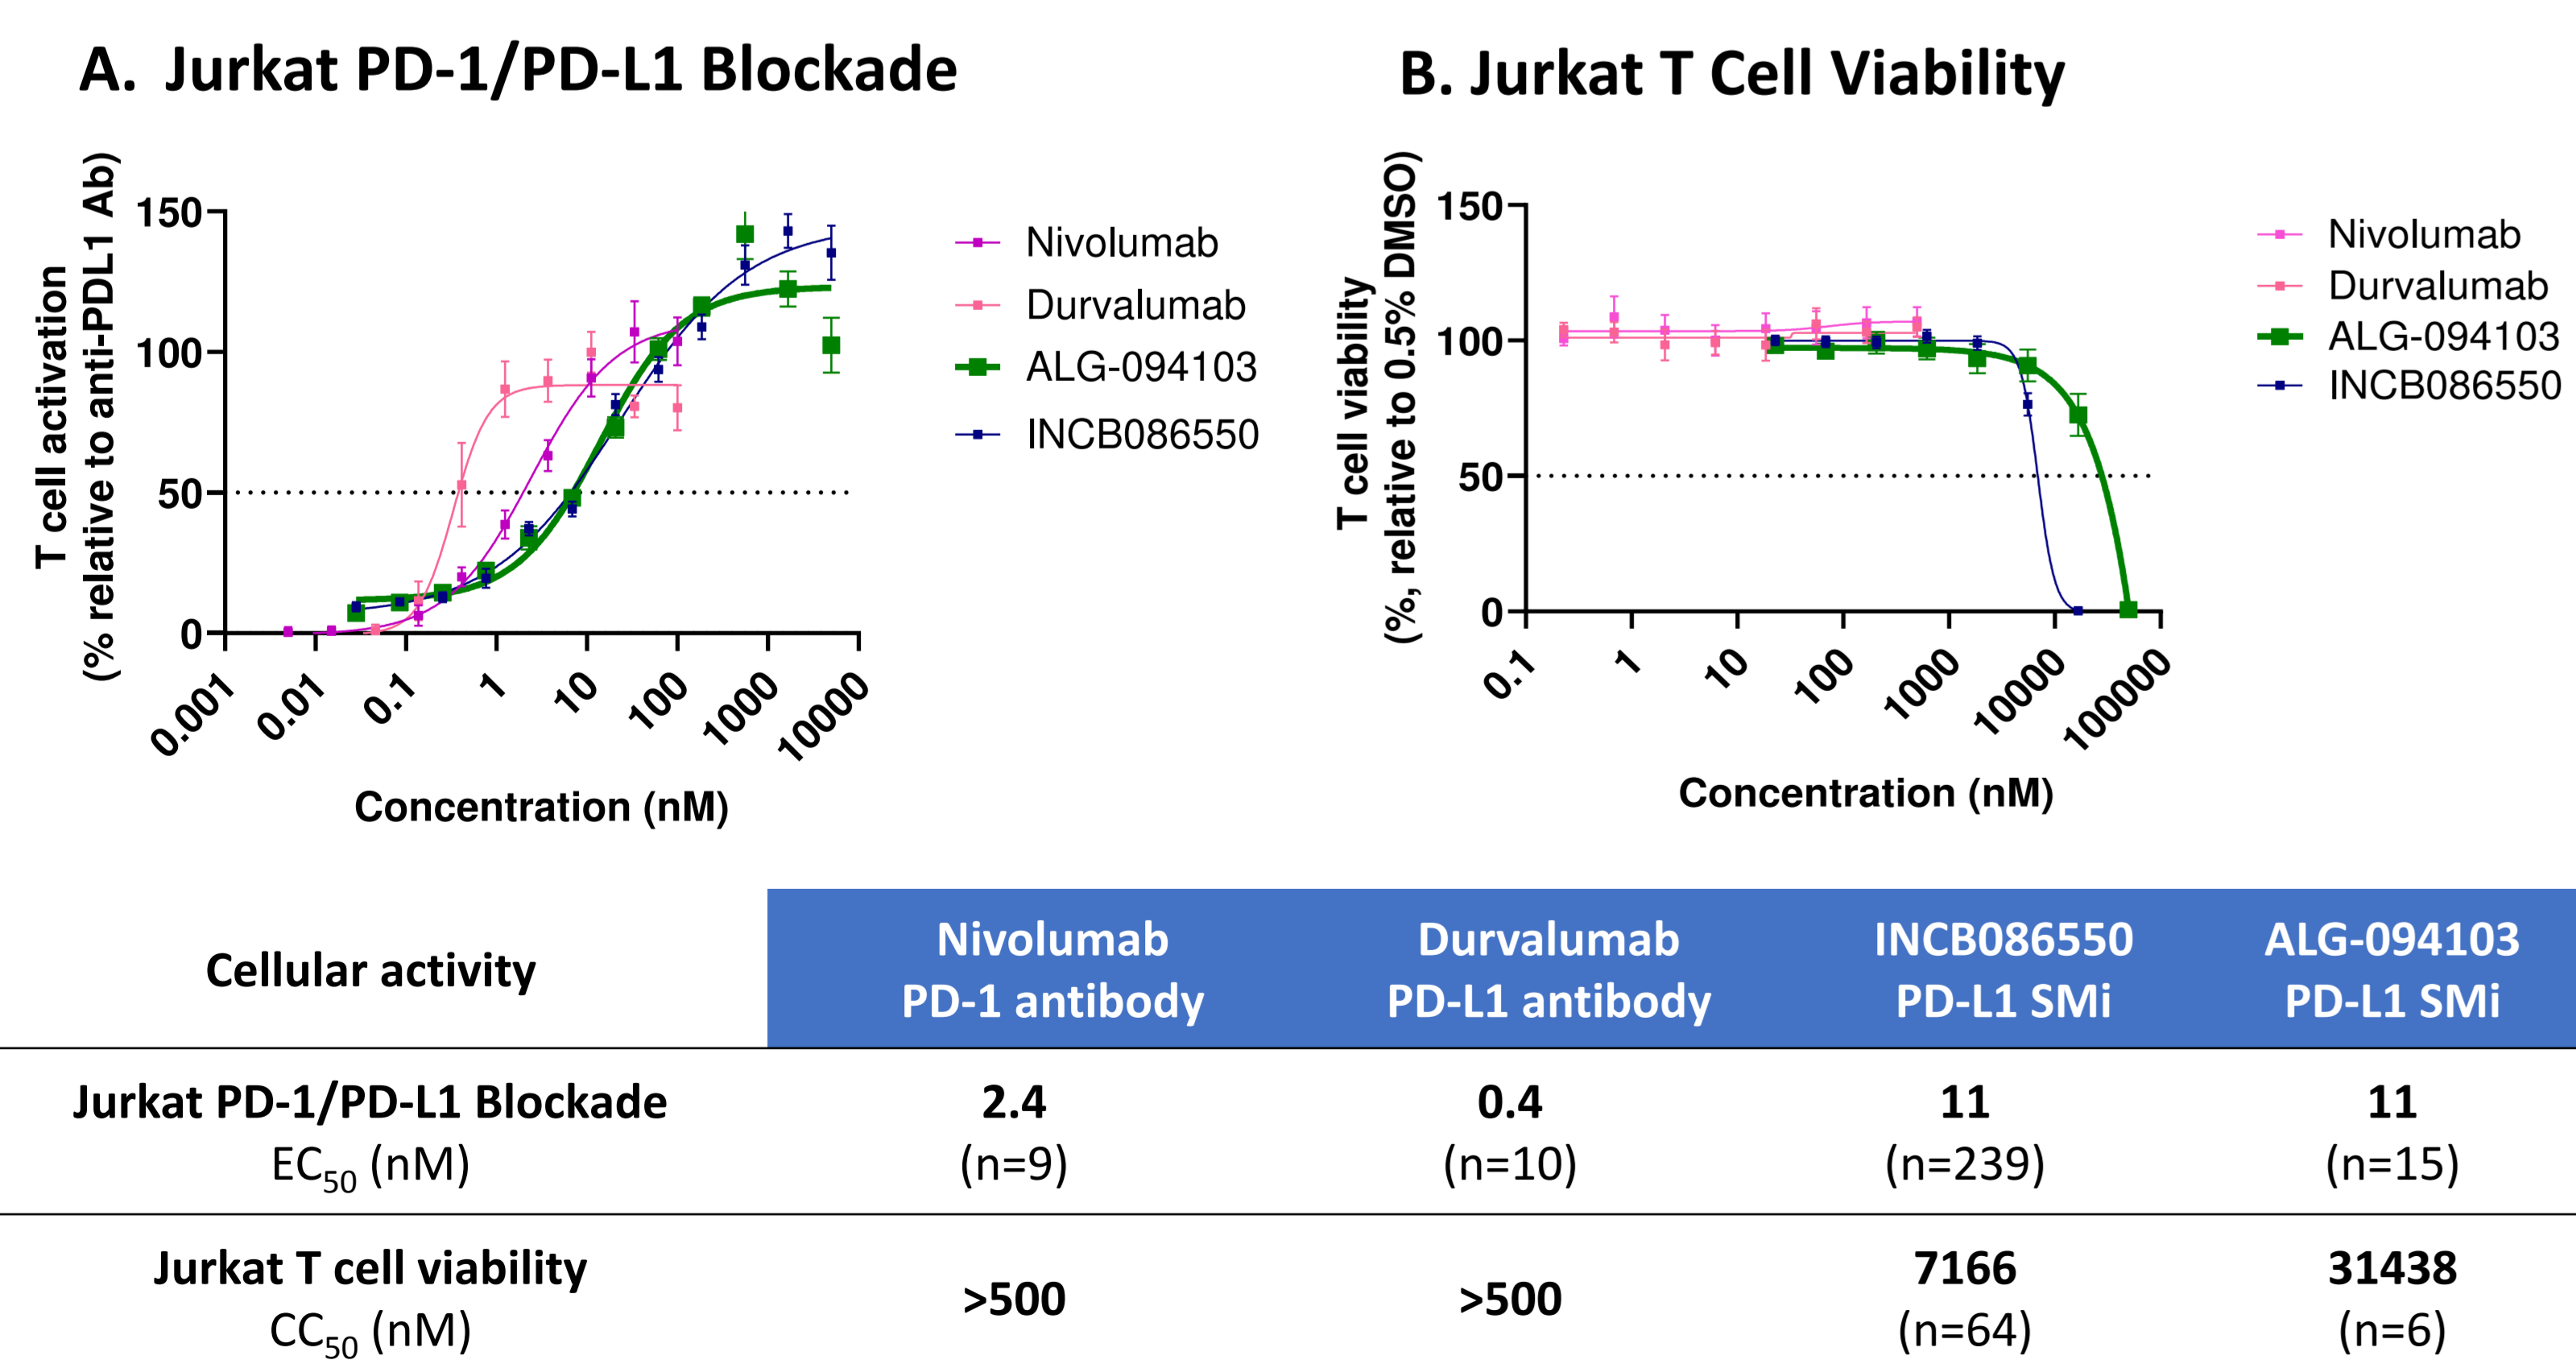 A. Jurkat PD-1/PD-L1 Blockade
T cell activation
(% relative to anti-PDL1 Ab)
150
100
50
0
0.001
0.01
0.1
1
10
100
1000
10000
Concentration (nM)
Nivolumab
Durvalumab
ALG-094103
INCB086550
B. Jurkat T Cell Viability
T cell viability
(%, relative to 0.5% DMSO)
150
100
50
0
0.1
1
10
100
1000
10000
100000
Concentration (nM)
Nivolumab
Durvalumab
ALG-094103
INCB086550
Cellular activity
Nivolumab
PD-1 antibody
Durvalumab
PD-L1 antibody
INCB086550
PD-L1 SMi
ALG-094103
PD-L1 SMi
Jurkat PD-1/PD-L1 Blockade
EC50 (nM)
2.4
(n=9)
0.4
(n=10)
11
(n=239)
11
(n=15)
Jurkat T cell viability
CC50 (nM)
>500
>500
7166
(n=64)
31438
(n=6)